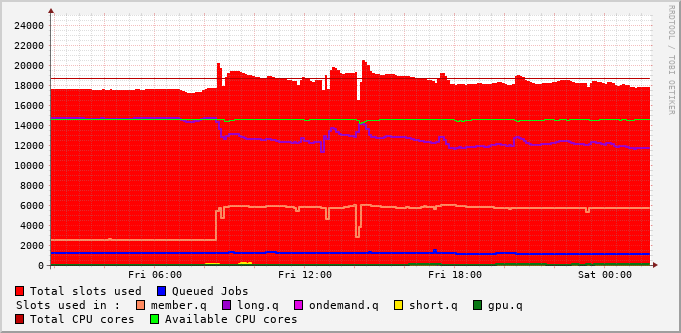 24000
22000
20000
18000
16000
14000
12000
10000
8000
6000
4000
2000
0
Fri 06:00 Fri 12:00 Fri 18:00 Sat 00:00
Total slots used Queued Jobs
Slots used in : member.q long.q ondemand.q short.q gpu.q
Total CPU cores Available CPU cores
RRDTOOL / TOBI OETIKER